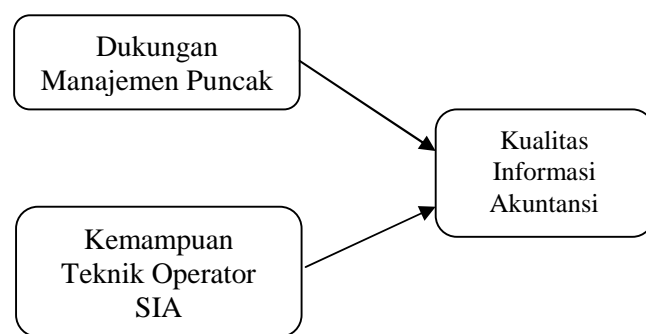 Dukungan
Manajemen Puncak
Kualitas
Informasi
Akuntansi
Kemampuan
Teknik Operator
SIA